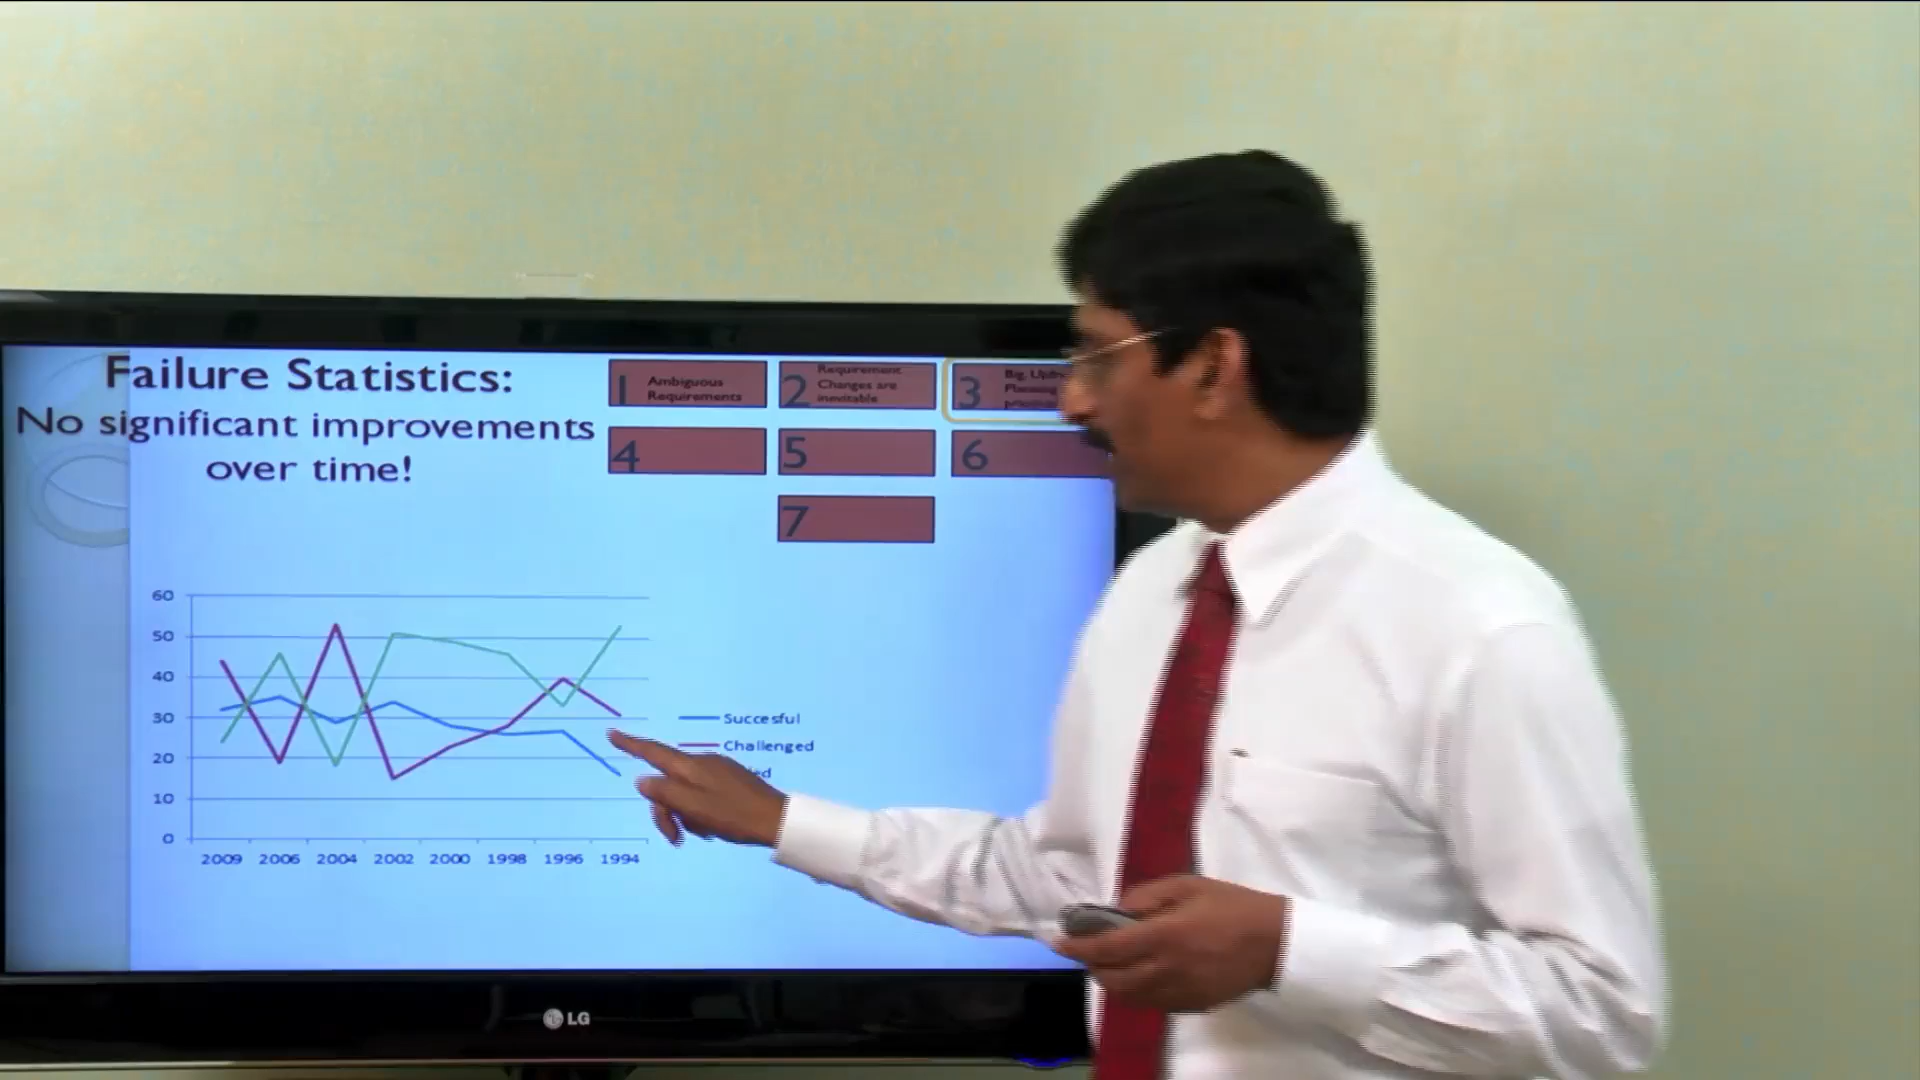 Failure Statistics:
No significant improvements
over time!
1 Ambiguous
Requirements
2 Requirement
Changes are
inevitable
3 Big, 
Planning
4
5
6
7
60
50
40
30
20
10
0
2009 2006 2004 2002 2000 1998 1996 1994
Succesful
Challenged
LG